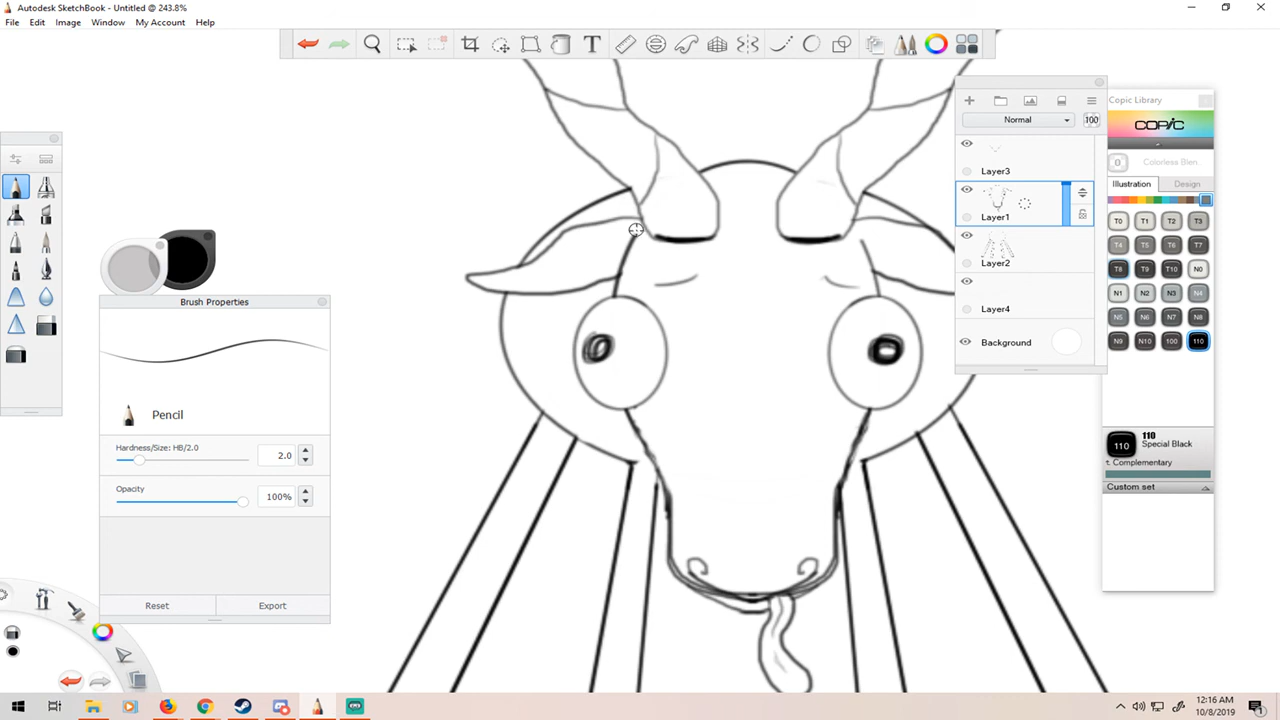 Autodesk SketchBook - Untitled @ 243.8%
File Edit Image Window My Account Help
T
Copic Library
COPIC
Normal 100
0 Colorless Blen
Illustration Design
Layer3
Layer1
Layer2
Layer4
Background
T0 T1 T2 T3
T4 T5 T6 T7
T8 T9 T10 N0
N1 N2 N3 N4
N5 N6 N7 N8
N9 N10 100 110
110
110
Special Black
t Complementary
Custom set
Brush Properties
Pencil
Hardness/Size: HB/2.0
2.0
Opacity
100%
Reset Export
12:16 AM
10/8/2019
1